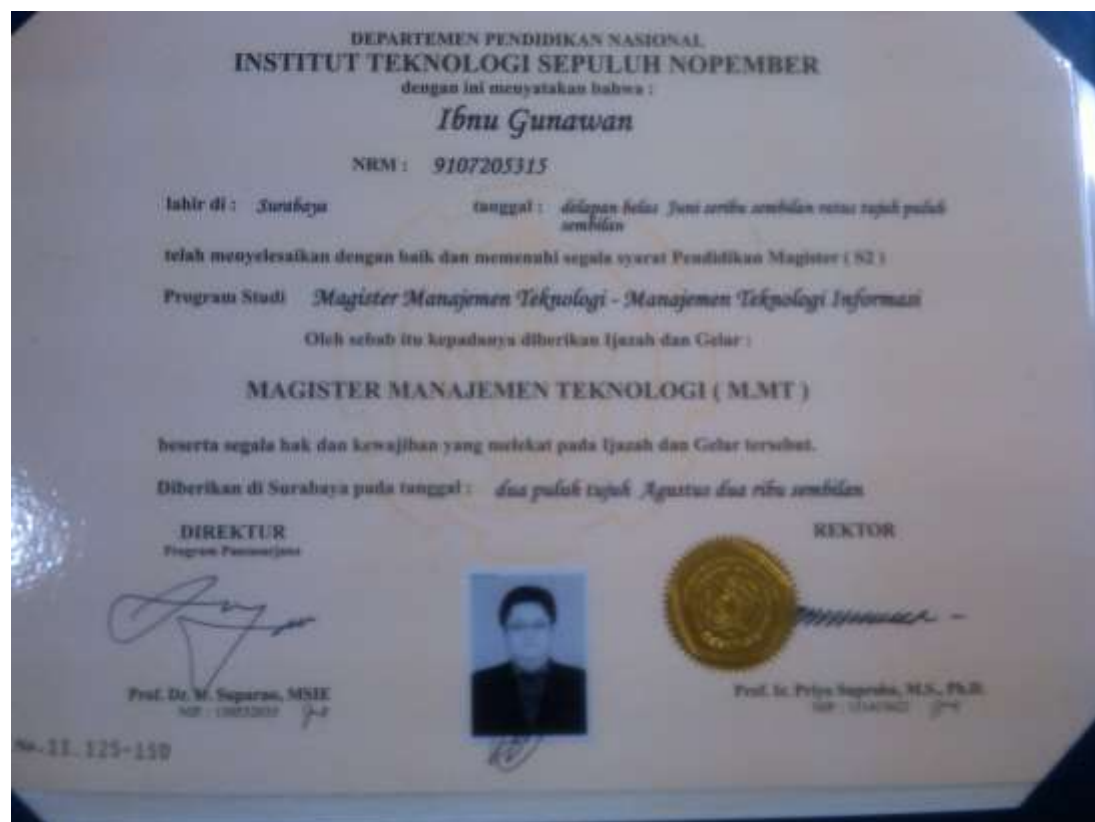 DEPARTEMEN PENDIDIKAN NASIONAL
INSTITUT TEKNOLOGI SEPULUH NOPEMBER
dengan ini menyatakan bahwa :
Ibnu Gunawan
NRM : 9107205315
lahir di : Surabaya tanggal : delapan belas Juni seribu sembilan ratus tujuh puluh
sembilan
telah menyelesaikan dengan baik dan memenuhi segala syarat Pendidikan Magister ( S2 )
Program Studi Magister Manajemen Teknologi - Manajemen Teknologi Informasi
Oleh sebab itu kepadanya diberikan Ijazah dan Gelar :
MAGISTER MANAJEMEN TEKNOLOGI ( M.MT )
beserta segala hak dan kewajiban yang melekat pada Ijazah dan Gelar tersebut.
Diberikan di Surabaya pada tanggal : dua puluh tujuh Agustus dua ribu sembilan
DIREKTUR
Program Pascasarjana
REKTOR
Prof. Dr. M. Suparno, MSIE
NIP :
Prof. Ir. Priyo Suprobo, M.S., Ph.D.
NIP :
No. II. 125-150